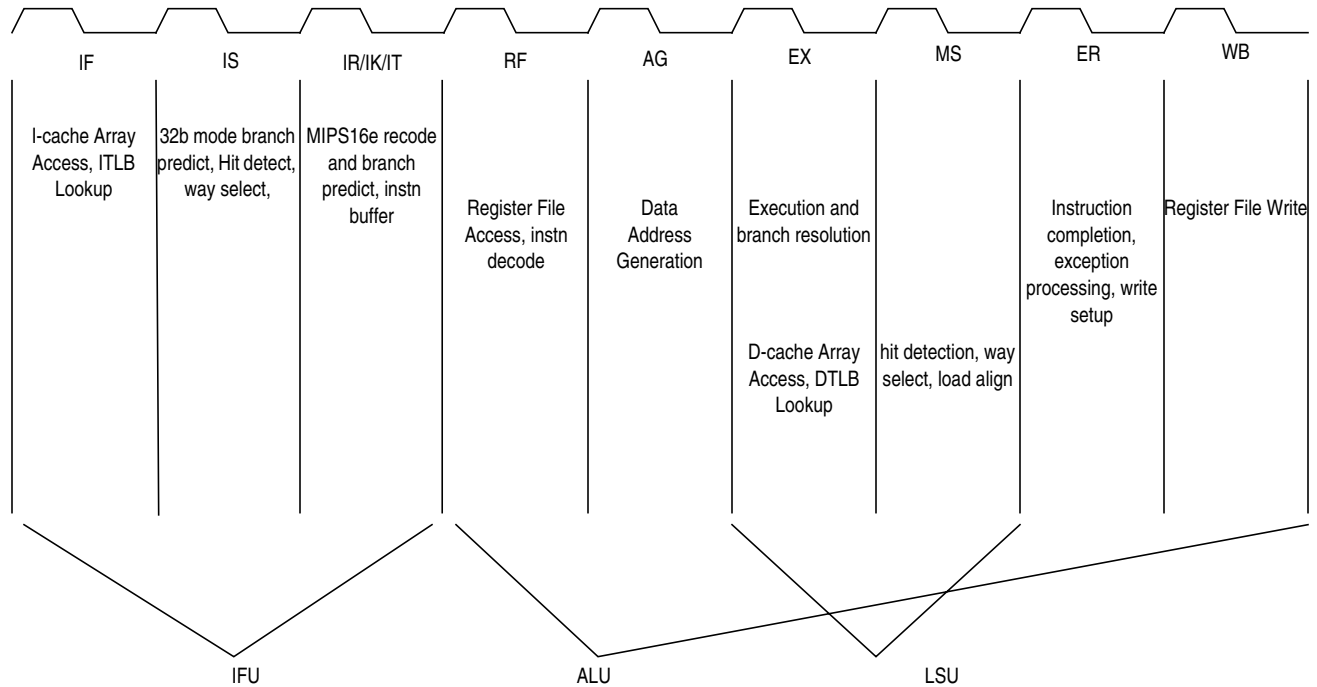 IF
IS
IR/IK/IT
RF
AG
EX
MS
ER
WB
I-cache Array
Access, ITLB
Lookup
32b mode branch
predict, Hit detect,
way select,
MIPS16e recode
and branch
predict, instn
buffer
Register File
Access, instn
decode
Data
Address
Generation
Execution and
branch resolution
D-cache Array
Access, DTLB
Lookup
hit detection, way
select, load align
Instruction
completion,
exception
processing, write
setup
Register File Write
IFU
ALU
LSU